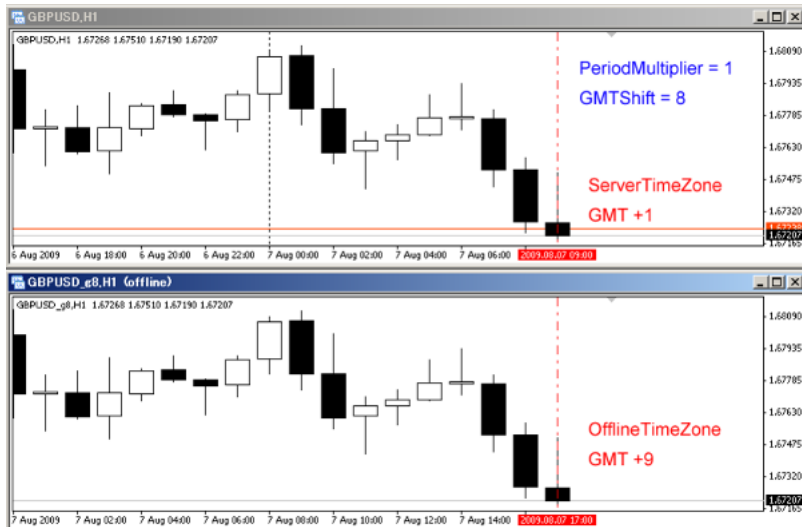 GBPUSD,H1
GBPUSD,H1 1.67268 1.67510 1.67190 1.67207
1.68090
PeriodMultiplier = 1
1.67935
GMTShift = 8
1.67785
1.67630
1.67475
ServerTimeZone
1.67320
GMT +1
1.67207
1.67165
6 Aug 2009 6 Aug 18:00 6 Aug 20:00 6 Aug 22:00 7 Aug 00:00 7 Aug 02:00 7 Aug 04:00 7 Aug 06:00 2009.08.07 09:00
GBPUSD_g8,H1 (offline)
GBPUSD_g8,H1 1.67268 1.67510 1.67190 1.67207
1.68090
1.67935
1.67785
1.67630
OfflineTimeZone
1.67475
GMT +9
1.67320
1.67207
1.67165
7 Aug 2009 7 Aug 02:00 7 Aug 04:00 7 Aug 06:00 7 Aug 08:00 7 Aug 10:00 7 Aug 12:00 7 Aug 14:00 2009.08.07 17:00